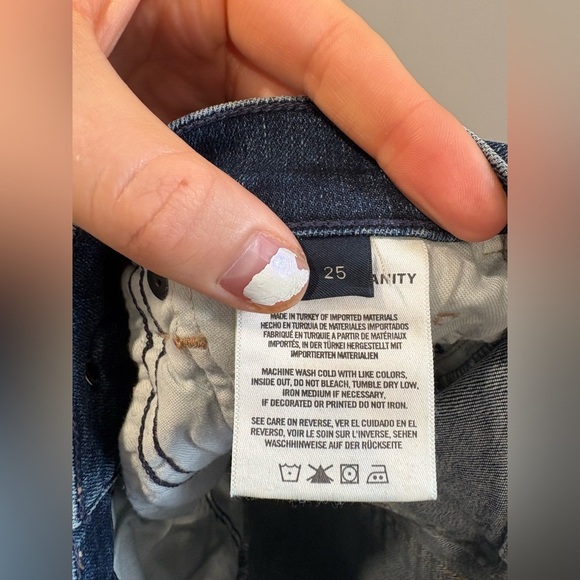 25
ANITY
MADE IN TURKEY OF IMPORTED MATERIALS
HECHO EN TURQUIA DE MATERIALES IMPORTADOS
FABRIQUÉ EN TURQUIE A PARTIR DE MATÉRIAUX
IMPORTÉS, IN DER TÜRKEI HERGESTELLT MIT
IMPORTIERTEN MATERIALIEN
MACHINE WASH COLD WITH LIKE COLORS,
INSIDE OUT, DO NOT BLEACH, TUMBLE DRY LOW,
IRON MEDIUM IF NECESSARY,
IF DECORATED OR PRINTED DO NOT IRON.
SEE CARE ON REVERSE, VER EL CUIDADO EN EL
REVERSO, VOIR LE SOIN SUR L'INVERSE, SEHEN
WASCHHINWEISE AUF DER RÜCKSEITE